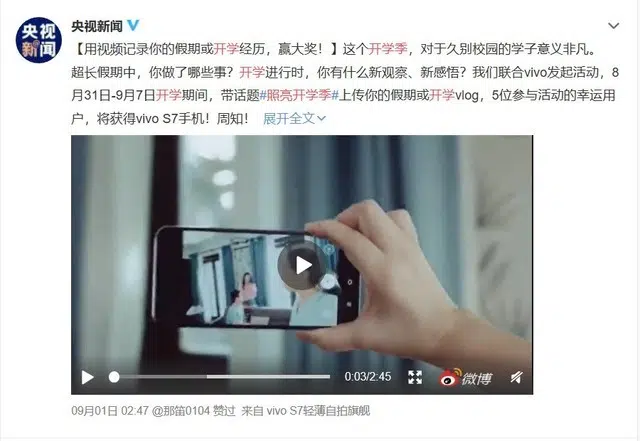 央视新闻
央视
新闻
【用视频记录你的假期或开学经历，赢大奖！】这个开学季，对于久别校园的学子意义非凡。
超长假期中，你做了哪些事？开学进行时，你有什么新观察、新感悟？我们联合vivo发起活动，8
月31日-9月7日开学期间，带话题#照亮开学季#上传你的假期或开学vlog，5位参与活动的幸运用
户，将获得vivo S7手机！周知！ 展开全文
0:03/2:45
微博
09月01日 02:47 @那笛0104 赞过 来自 vivo S7轻薄自拍旗舰